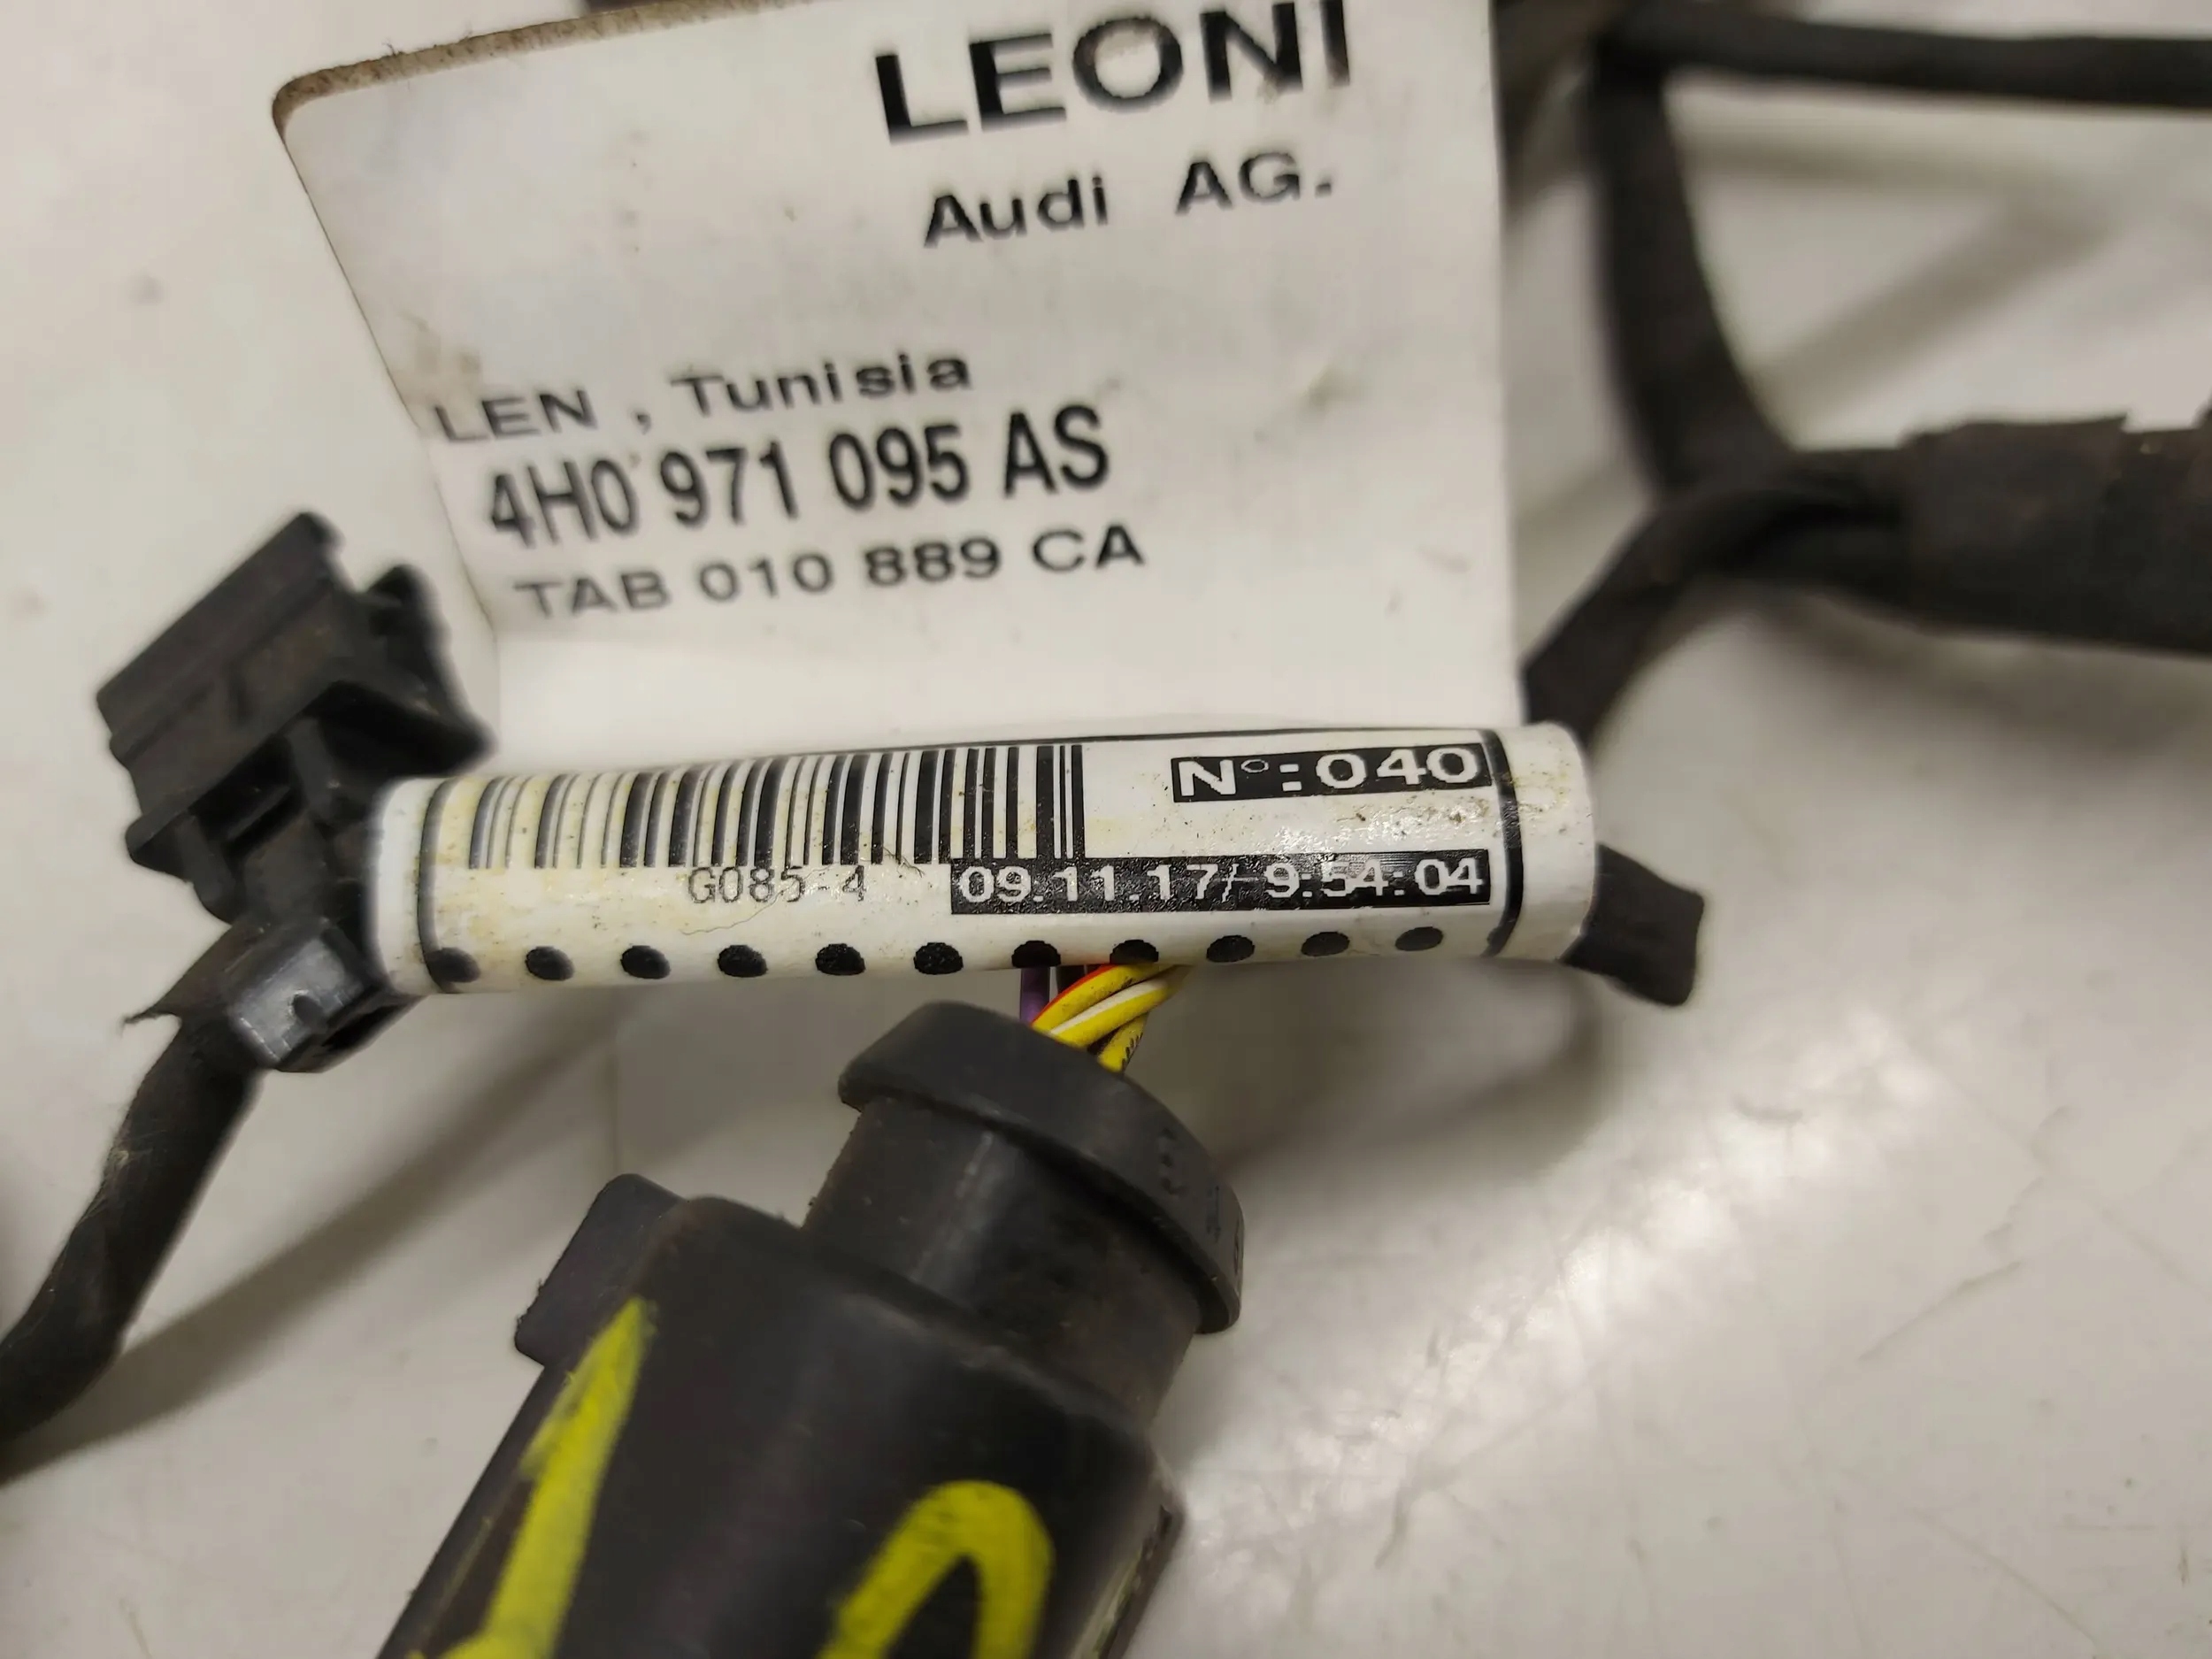 LEONI
Audi AG.
LEN , Tunisia
4H0 971 095 AS
TAB 010 889 CA
N°:040
G085-4 09.11.17/ 9:54:04